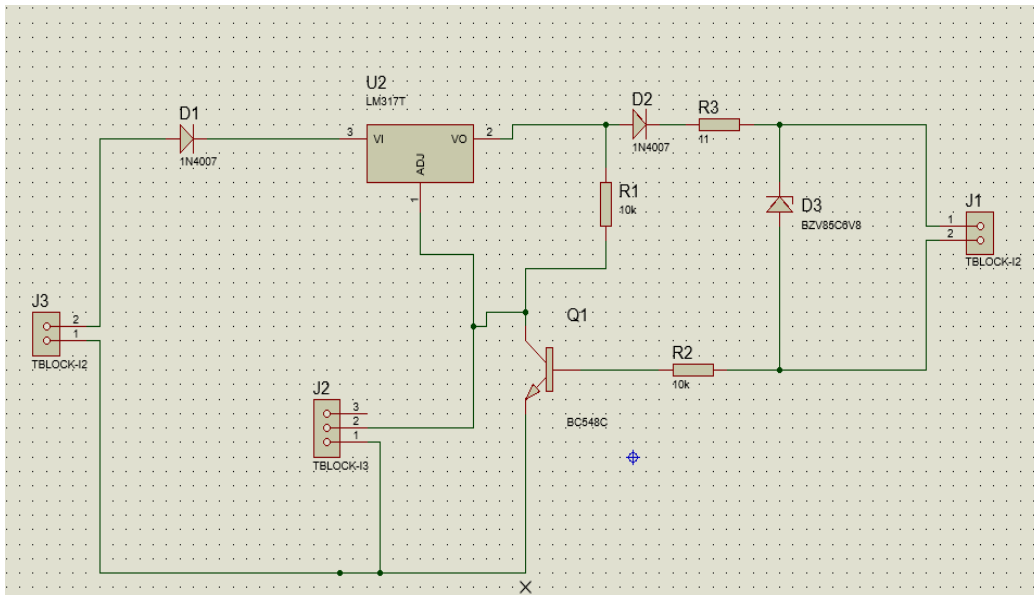 U2
LM317T
D1
1N4007
3
VI
VO
2
ADJ
1
D2
1N4007
R3
11
R1
10k
D3
BZV85C6V8
J1
1
2
TBLOCK-I2
J3
2
1
TBLOCK-I2
Q1
BC548C
R2
10k
J2
3
2
1
TBLOCK-I3